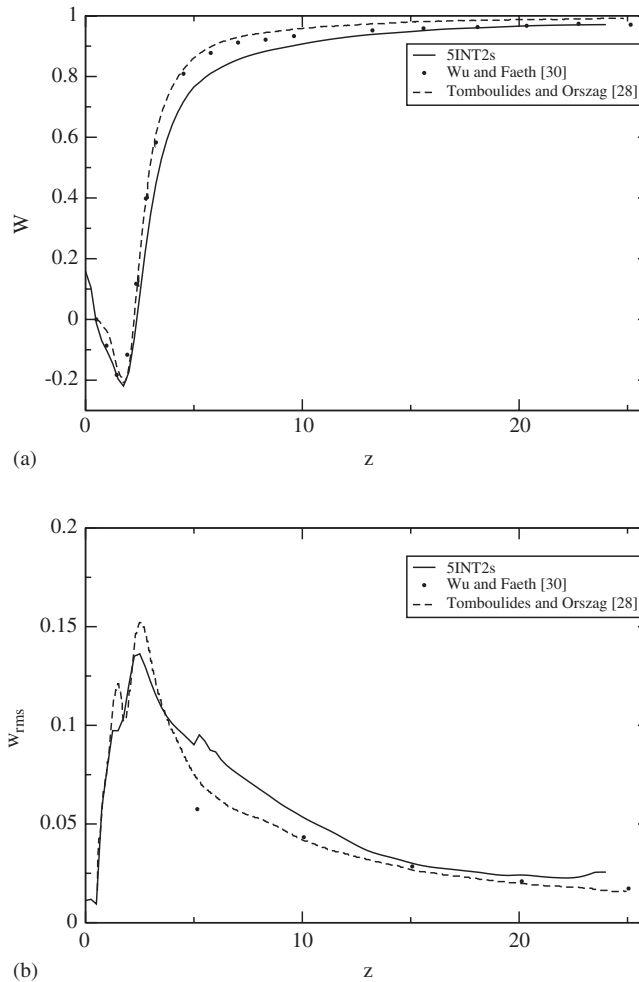 1
0.8
0.6
0.4
0.2
0
-0.2
W
5INT2s
Wu and Faeth [30]
Tomboulides and Orszag [28]
0
10
20
(a)
z
0.2
0.15
0.1
0.05
0
wrms
5INT2s
Wu and Faeth [30]
Tomboulides and Orszag [28]
0
10
20
(b)
z